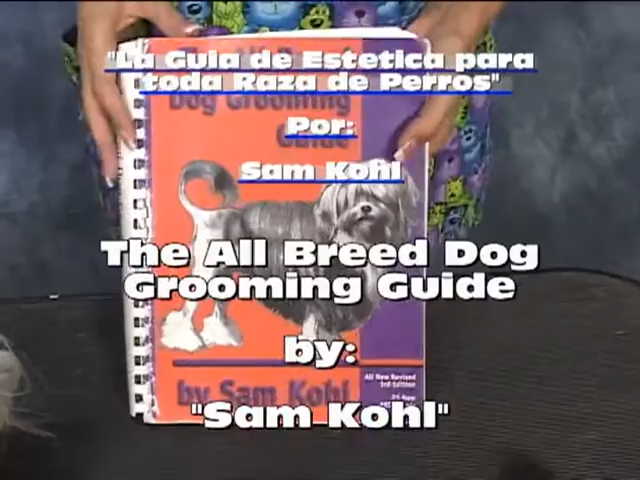 "La Guia de Estetica para
toda Raza de Perros"
Dog Grooming
Guide
Por:
Sam Kohl
The All Breed Dog
Grooming Guide
by:
All New Revised
3rd Edition
by Sam Kohl
"Sam Kohl"